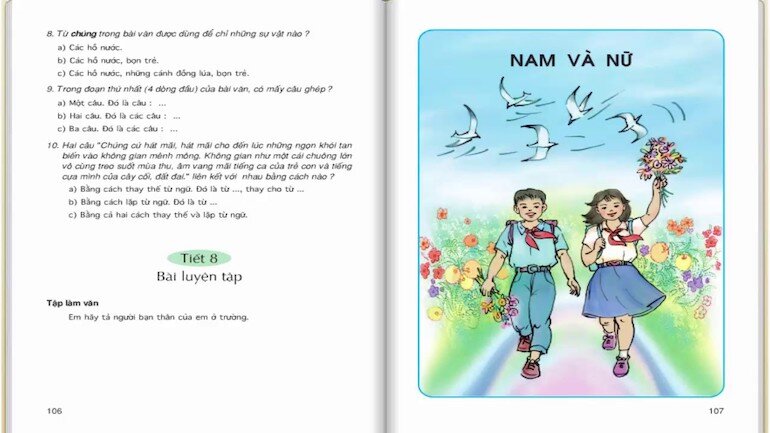 8. Từ chúng trong bài văn được dùng để chỉ những sự vật nào ?
a) Các hồ nước.
b) Các hồ nước, bọn trẻ.
c) Các hồ nước, những cánh đồng lúa, bọn trẻ.
9. Trong đoạn thứ nhất (4 dòng đầu) của bài văn, có mấy câu ghép ?
a) Một câu. Đó là câu : ...
b) Hai câu. Đó là các câu : ...
c) Ba câu. Đó là các câu : ...
10. Hai câu "Chúng cứ hát mãi, hát mãi cho đến lúc những ngọn khói tan
biến vào không gian mênh mông. Không gian như một cái chuông lớn
vô cùng treo suốt mùa thu, âm vang mãi tiếng ca của trẻ con và tiếng
cựa mình của cây cối, đất đai." liên kết với nhau bằng cách nào ?
a) Bằng cách thay thế từ ngữ. Đó là từ ..., thay cho từ ...
b) Bằng cách lặp từ ngữ. Đó là từ ...
c) Bằng cả hai cách thay thế và lặp từ ngữ.
Tiết 8
Bài luyện tập
Tập làm văn
Em hãy tả người bạn thân của em ở trường.
106
NAM VÀ NỮ
107